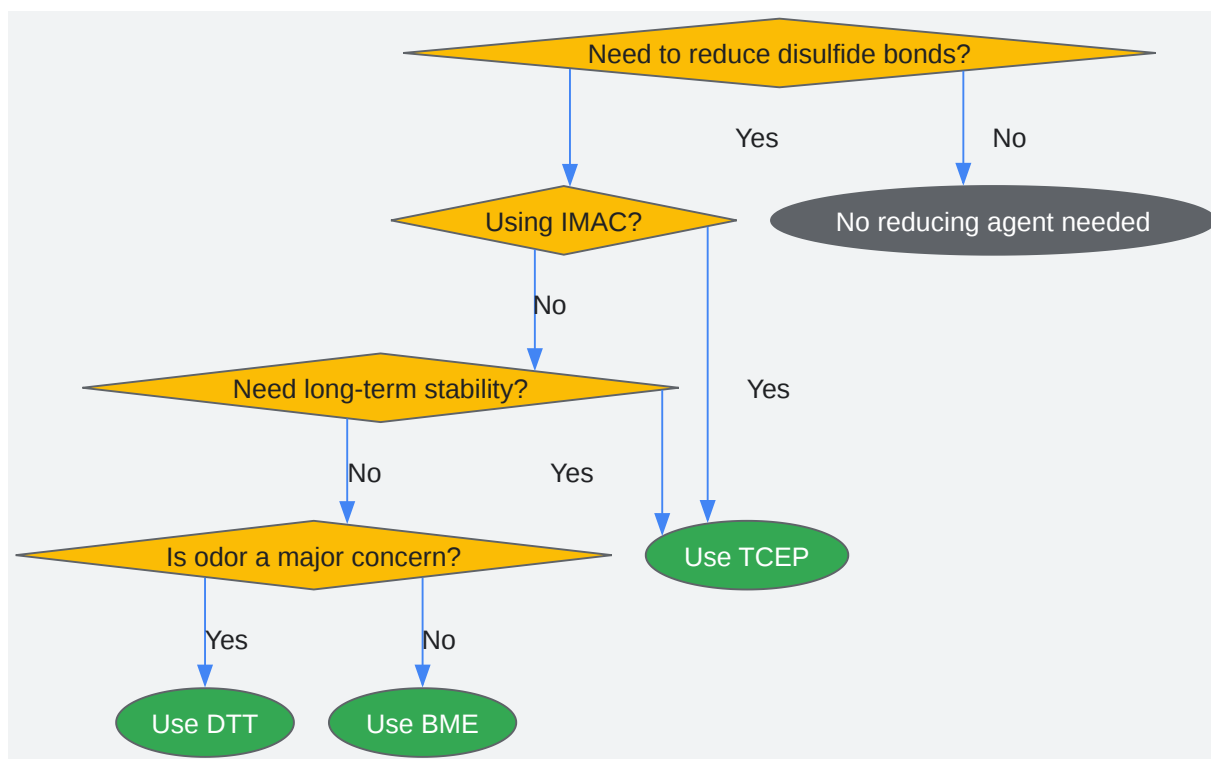 Need to reduce disulfide bonds?
Yes
No
Using IMAC?
No reducing agent needed
No
Need long-term stability?
Yes
No
Yes
Is odor a major concern?
Use TCEP
Yes
No
Use DTT
Use BME